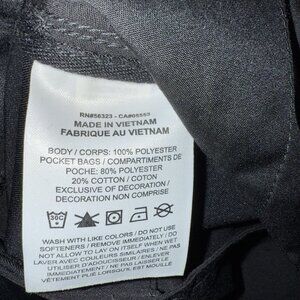 RN#56323 - CA#05553
MADE IN VIETNAM
FABRIQUE AU VIETNAM
BODY / CORPS: 100% POLYESTER
POCKET BAGS / COMPARTIMENTS DE
POCHE: 80% POLYESTER
20% COTTON / COTON
EXCLUSIVE OF DECORATION /
DECORATION NON COMPRISE
30C
WASH WITH LIKE COLORS / DO NOT USE
SOFTENERS / REMOVE IMMEDIATELY / DO
NOT ALLOW TO LAY ON ITSELF WHEN WET
LAVER AVEC COULEURS SIMILAIRES / NE PAS
UTILISER D'ADOUCISSEUR / ENLEVER
IMMÉDIATEMENT / NE PAS LAISSER LE
VÊTEMENT PLIÉ LORSQU'IL EST MOUILLÉ